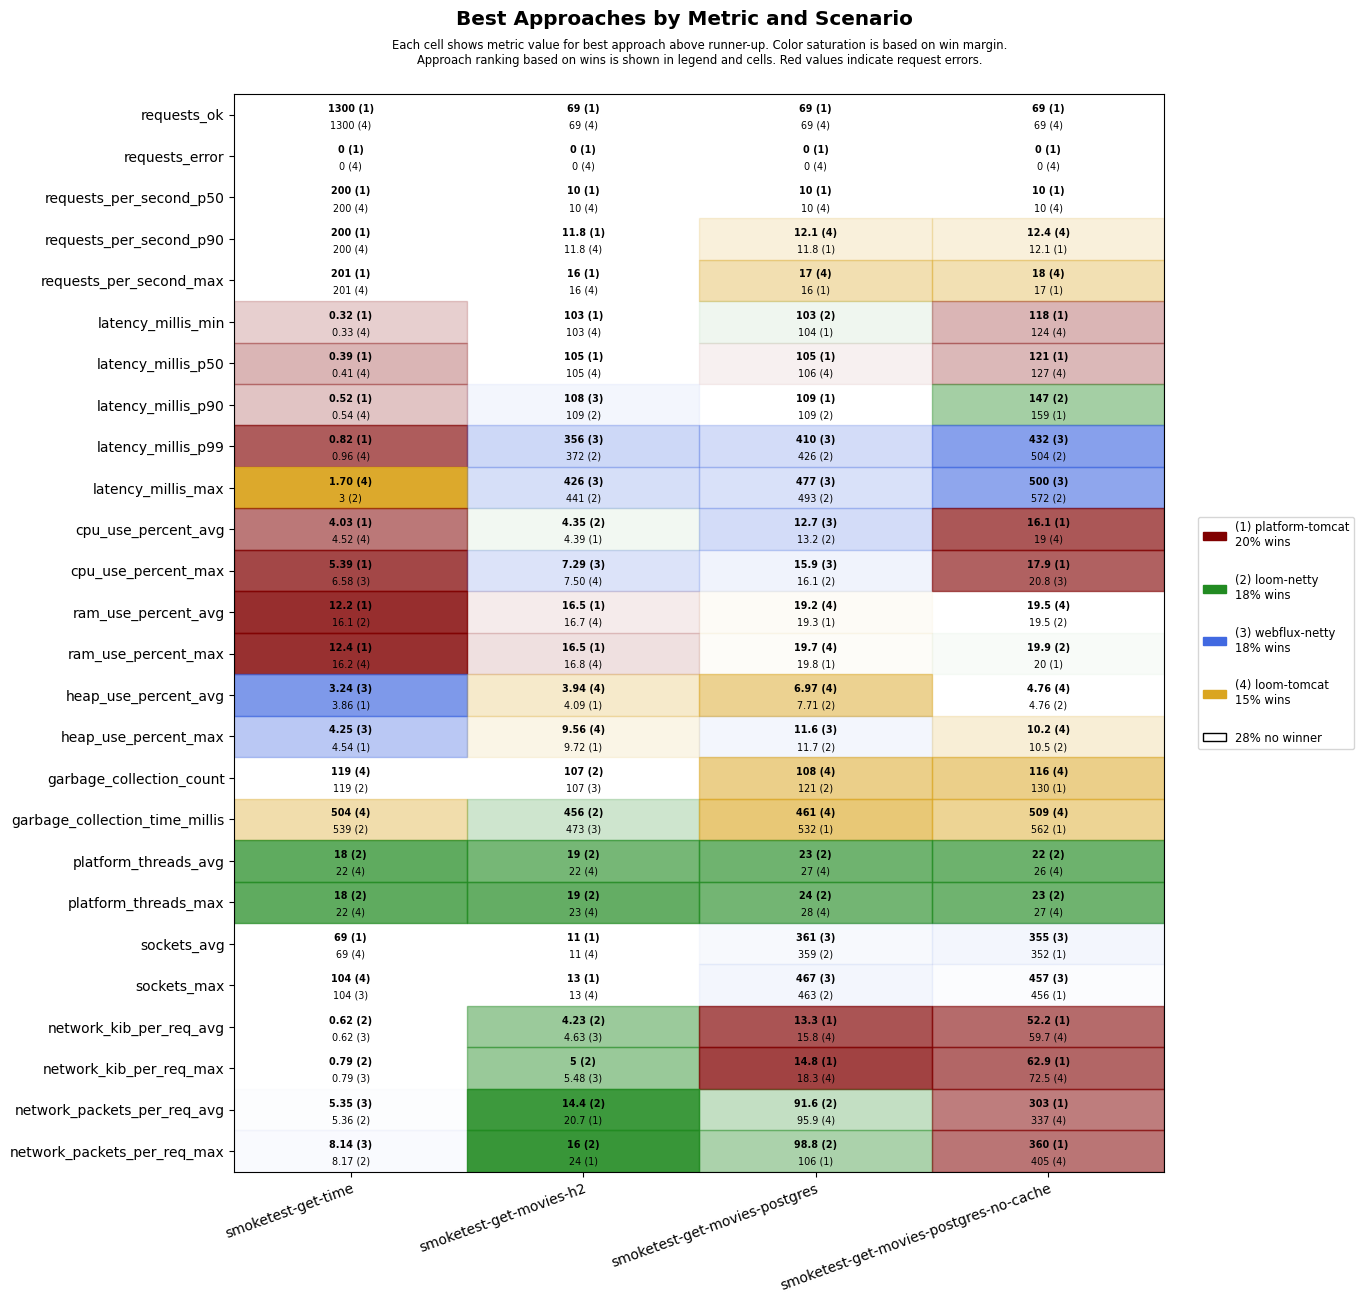 Best Approaches by Metric and Scenario
Each cell shows metric value for best approach above runner-up. Color saturation is based on win margin.
Approach ranking based on wins is shown in legend and cells. Red values indicate request errors.
requests_ok
1300 (1) 69 (1) 69 (1) 69 (1)
1300 (4) 69 (4) 69 (4) 69 (4)
requests_error
0 (1) 0 (1) 0 (1) 0 (1)
0 (4) 0 (4) 0 (4) 0 (4)
requests_per_second_p50
200 (1) 10 (1) 10 (1) 10 (1)
200 (4) 10 (4) 10 (4) 10 (4)
requests_per_second_p90
200 (1) 11.8 (1) 12.1 (4) 12.4 (4)
200 (4) 11.8 (4) 11.8 (1) 12.1 (1)
requests_per_second_max
201 (1) 16 (1) 17 (4) 18 (4)
201 (4) 16 (4) 16 (1) 17 (1)
latency_millis_min
0.32 (1) 103 (1) 103 (2) 118 (1)
0.33 (4) 103 (4) 104 (1) 124 (4)
latency_millis_p50
0.39 (1) 105 (1) 105 (1) 121 (1)
0.41 (4) 105 (4) 106 (4) 127 (4)
latency_millis_p90
0.52 (1) 108 (3) 109 (1) 147 (2)
0.54 (4) 109 (2) 109 (2) 159 (1)
latency_millis_p99
0.82 (1) 356 (3) 410 (3) 432 (3)
0.96 (4) 372 (2) 426 (2) 504 (2)
latency_millis_max
1.70 (4) 426 (3) 477 (3) 500 (3)
3 (2) 441 (2) 493 (2) 572 (2)
cpu_use_percent_avg
4.03 (1) 4.35 (2) 12.7 (3) 16.1 (1)
4.52 (4) 4.39 (1) 13.2 (2) 19 (4)
cpu_use_percent_max
5.39 (1) 7.29 (3) 15.9 (3) 17.9 (1)
6.58 (3) 7.50 (4) 16.1 (2) 20.8 (3)
ram_use_percent_avg
12.2 (1) 16.5 (1) 19.2 (4) 19.5 (4)
16.1 (2) 16.7 (4) 19.3 (1) 19.5 (2)
ram_use_percent_max
12.4 (1) 16.5 (1) 19.7 (4) 19.9 (2)
16.2 (4) 16.8 (4) 19.8 (1) 20 (1)
heap_use_percent_avg
3.24 (3) 3.94 (4) 6.97 (4) 4.76 (4)
3.86 (1) 4.09 (1) 7.71 (2) 4.76 (2)
heap_use_percent_max
4.25 (3) 9.56 (4) 11.6 (3) 10.2 (4)
4.54 (1) 9.72 (1) 11.7 (2) 10.5 (2)
garbage_collection_count
119 (4) 107 (2) 108 (4) 116 (4)
119 (2) 107 (3) 121 (2) 130 (1)
garbage_collection_time_millis
504 (4) 456 (2) 461 (4) 509 (4)
539 (2) 473 (3) 532 (1) 562 (1)
platform_threads_avg
18 (2) 19 (2) 23 (2) 22 (2)
22 (4) 22 (4) 27 (4) 26 (4)
platform_threads_max
18 (2) 19 (2) 24 (2) 23 (2)
22 (4) 23 (4) 28 (4) 27 (4)
sockets_avg
69 (1) 11 (1) 361 (3) 355 (3)
69 (4) 11 (4) 359 (2) 352 (1)
sockets_max
104 (4) 13 (1) 467 (3) 457 (3)
104 (3) 13 (4) 463 (2) 456 (1)
network_kib_per_req_avg
0.62 (2) 4.23 (2) 13.3 (1) 52.2 (1)
0.62 (3) 4.63 (3) 15.8 (4) 59.7 (4)
network_kib_per_req_max
0.79 (2) 5 (2) 14.8 (1) 62.9 (1)
0.79 (3) 5.48 (3) 18.3 (4) 72.5 (4)
network_packets_per_req_avg
5.35 (3) 14.4 (2) 91.6 (2) 303 (1)
5.36 (2) 20.7 (1) 95.9 (4) 337 (4)
network_packets_per_req_max
8.14 (3) 16 (2) 98.8 (2) 360 (1)
8.17 (2) 24 (1) 106 (1) 405 (4)
smoketest-get-time
smoketest-get-movies-h2
smoketest-get-movies-postgres
smoketest-get-movies-postgres-no-cache
(1) platform-tomcat
20% wins
(2) loom-netty
18% wins
(3) webflux-netty
18% wins
(4) loom-tomcat
15% wins
28% no winner